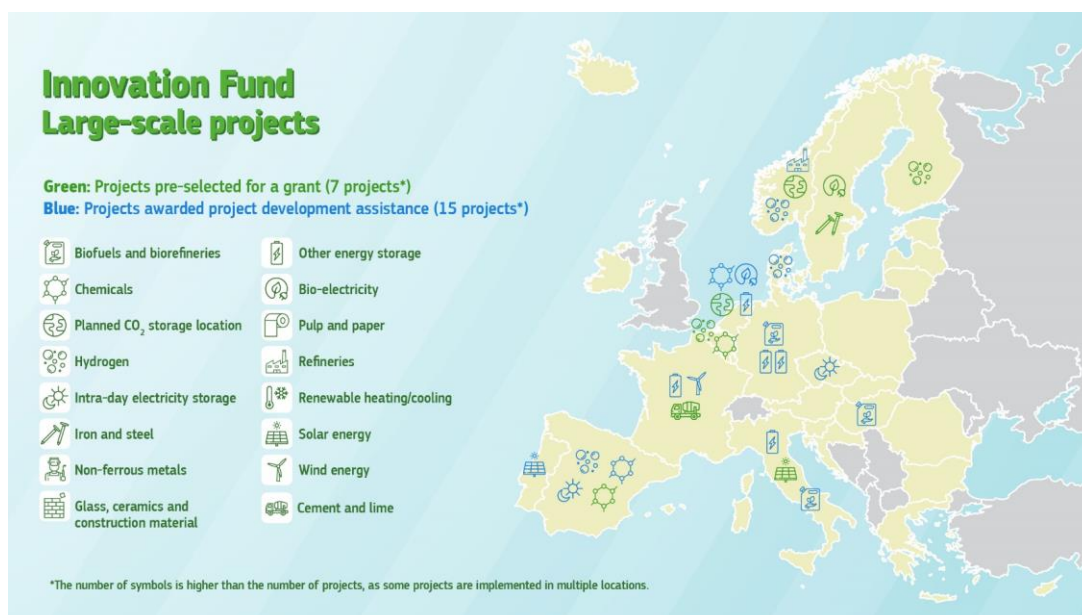 Innovation Fund
Large-scale projects
Green: Projects pre-selected for a grant (7 projects*)
Blue: Projects awarded project development assistance (15 projects*)
Biofuels and biorefineries
Chemicals
Planned CO₂ storage location
Hydrogen
Intra-day electricity storage
Iron and steel
Non-ferrous metals
Glass, ceramics and
construction material
Other energy storage
Bio-electricity
Pulp and paper
Refineries
Renewable heating/cooling
Solar energy
Wind energy
Cement and lime
*The number of symbols is higher than the number of projects, as some projects are implemented in multiple locations.